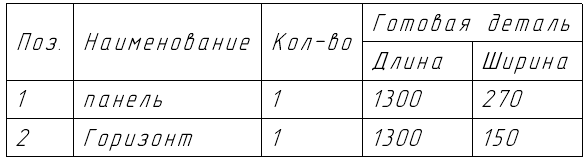 Поз. Наименование Кол-во Готовая деталь
Длина Ширина
1 панель 1 1300 270
2 Горизонт 1 1300 150